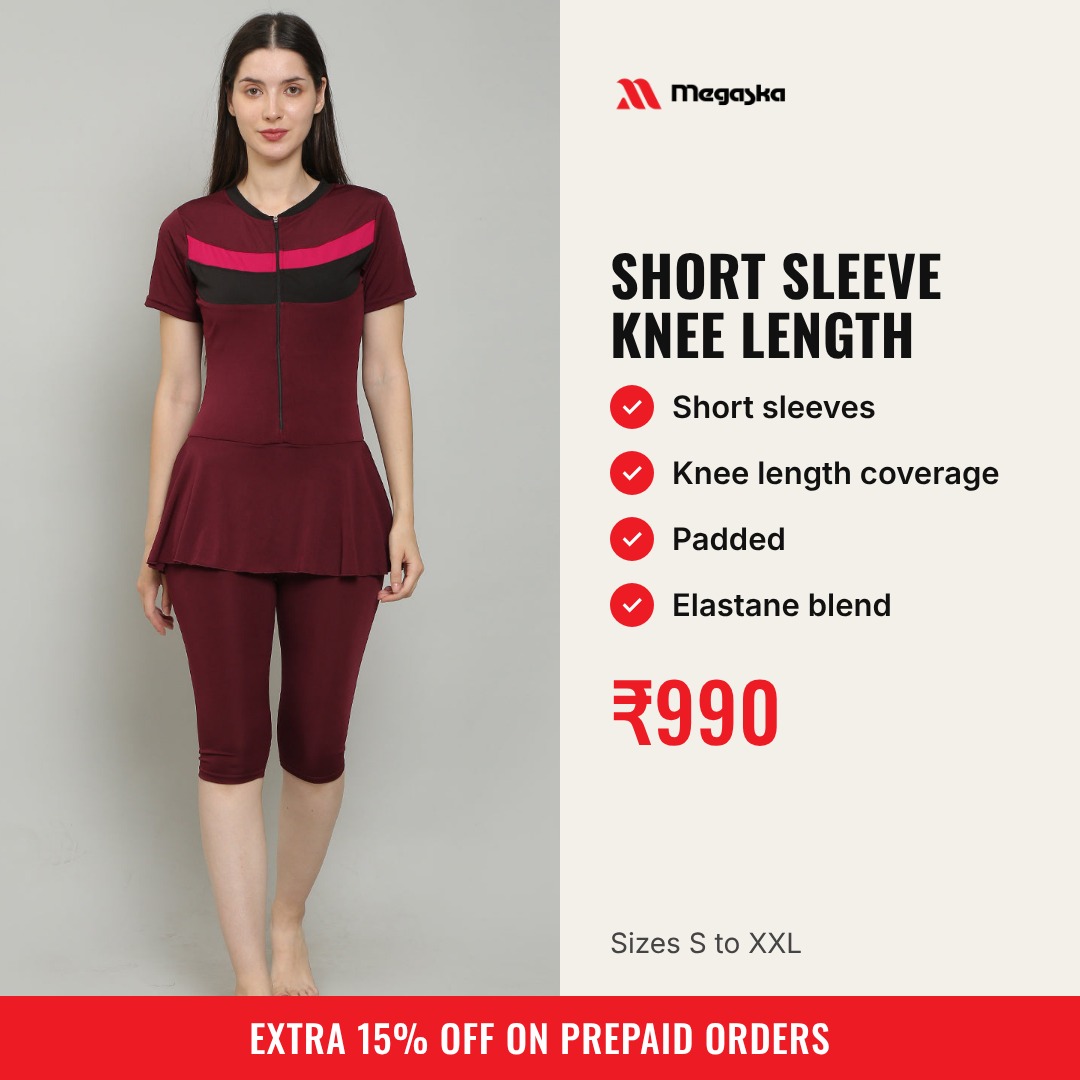 Megaska
SHORT SLEEVE
KNEE LENGTH
Short sleeves
Knee length coverage
Padded
Elastane blend
₹990
Sizes S to XXL
EXTRA 15% OFF ON PREPAID ORDERS